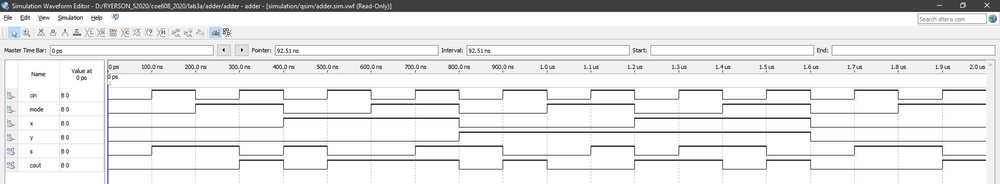 Simulation Waveform Editor - D:/RYERSON_S2020/coe608_2020/lab3a/adder/adder - adder - [simulation/qsim/adder.sim.vwf (Read-Only)]
File Edit View Simulation Help
Search altera.com
Master Time Bar: 0 ps Pointer: 92.51 ns Interval: 92.51 ns Start: End:
Name Value at 0 ps
0 ps 100.0 ns 200.0 ns 300.0 ns 400.0 ns 500.0 ns 600.0 ns 700.0 ns 800.0 ns 900.0 ns 1.0 us 1.1 us 1.2 us 1.3 us 1.4 us 1.5 us 1.6 us 1.7 us 1.8 us 1.9 us 2.0 us
0 ps
in cin B 0
in mode B 0
in x B 0
in y B 0
out s B 0
out cout B 0